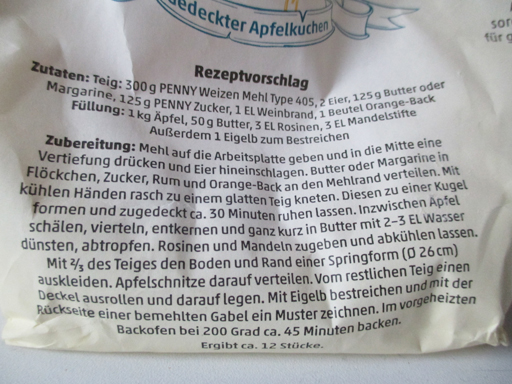 edeckter Apfelkuchen
sor
für g
Rezeptvorschlag
Zutaten: Teig: 300 g PENNY Weizen Mehl Type 405, 2 Eier, 125 g Butter oder
Margarine, 125 g PENNY Zucker, 1 EL Weinbrand, 1 Beutel Orange-Back
Füllung: 1 kg Äpfel, 50 g Butter, 3 EL Rosinen, 3 EL Mandelstifte
Außerdem 1 Eigelb zum Bestreichen
Zubereitung: Mehl auf die Arbeitsplatte geben und in die Mitte eine
Vertiefung drücken und Eier hineinschlagen. Butter oder Margarine in
Flöckchen, Zucker, Rum und Orange-Back an den Mehlrand verteilen. Mit
kühlen Händen rasch zu einem glatten Teig kneten. Diesen zu einer Kugel
formen und zugedeckt ca. 30 Minuten ruhen lassen. Inzwischen Äpfel
schälen, vierteln, entkernen und ganz kurz in Butter mit 2–3 EL Wasser
dünsten, abtropfen. Rosinen und Mandeln zugeben und abkühlen lassen.
Mit ⅔ des Teiges den Boden und Rand einer Springform (Ø 26 cm)
auskleiden. Apfelschnitze darauf verteilen. Vom restlichen Teig einen
Deckel ausrollen und darauf legen. Mit Eigelb bestreichen und mit der
Rückseite einer bemehlten Gabel ein Muster zeichnen. Im vorgeheizten
Backofen bei 200 Grad ca. 45 Minuten backen.
Ergibt ca. 12 Stücke.